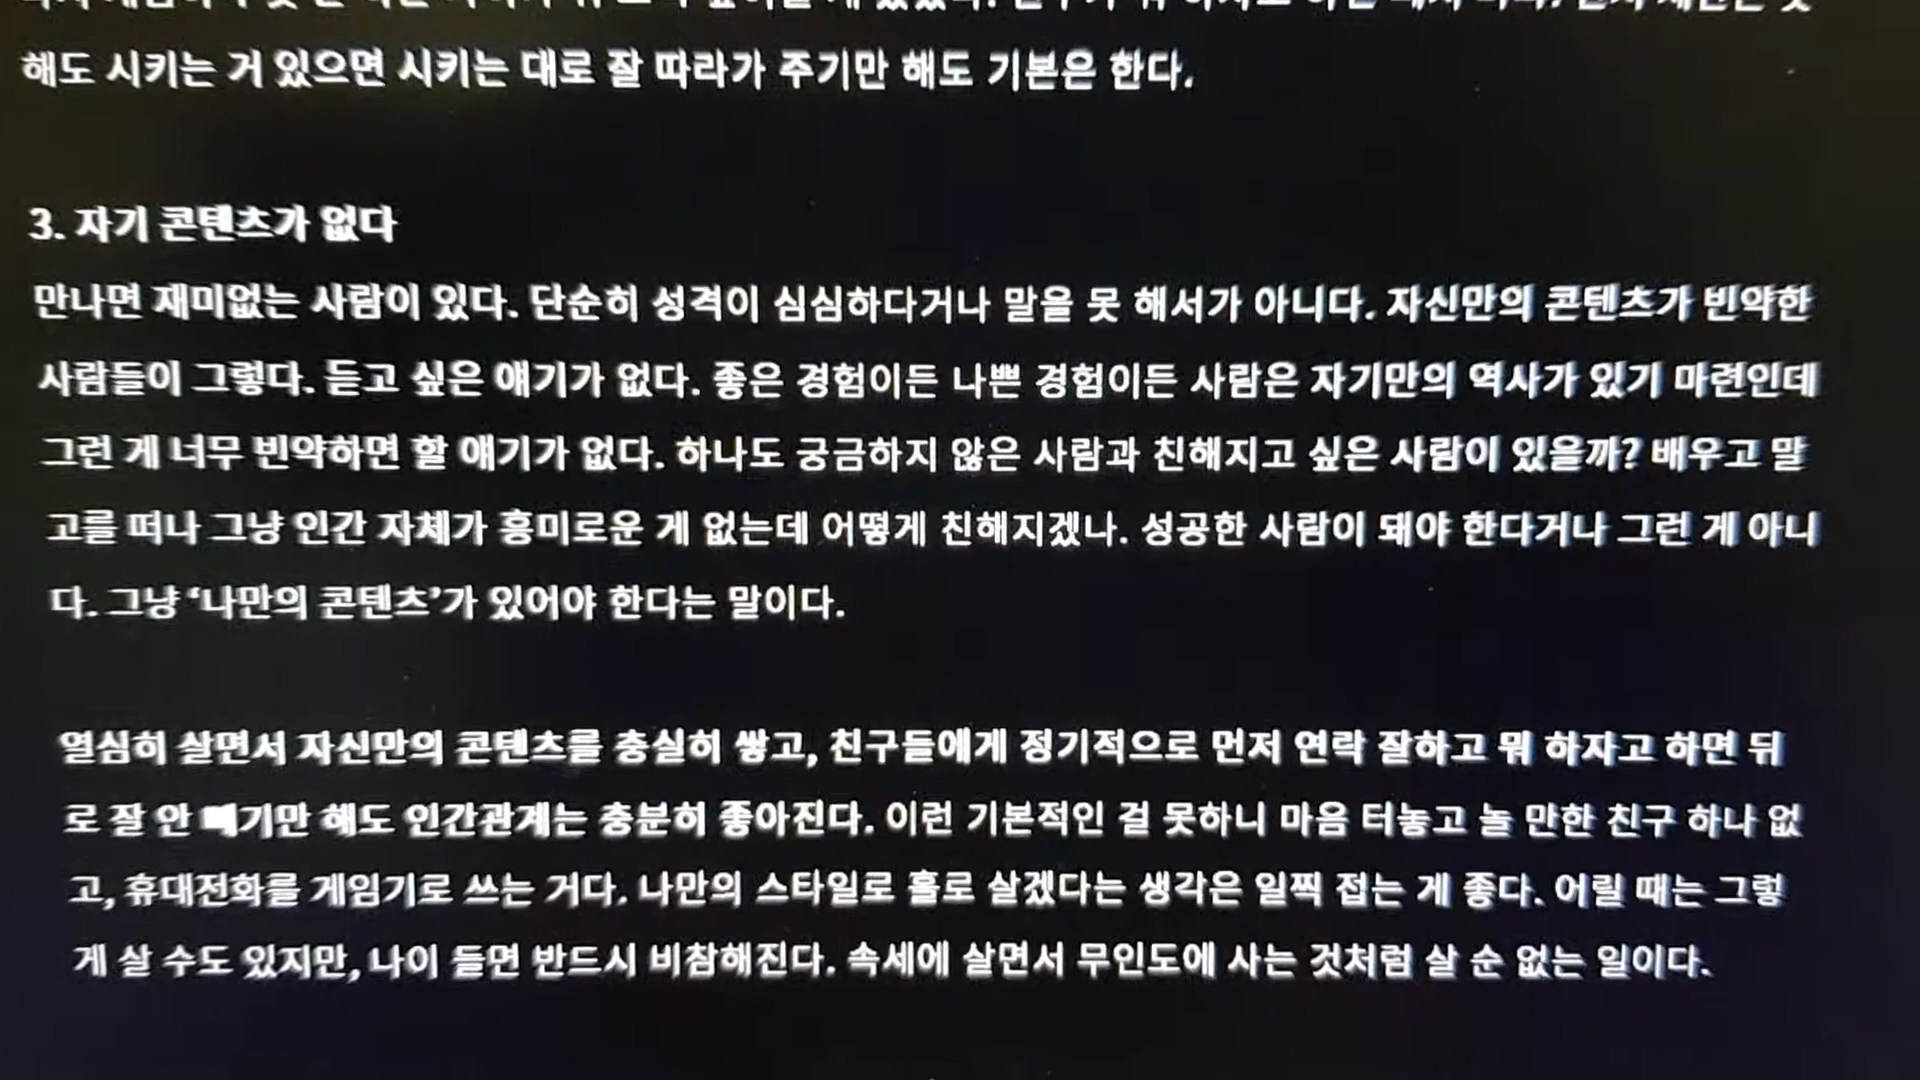 해도 시키는 거 있으면 시키는 대로 잘 따라가 주기만 해도 기본은 한다.
3. 자기 콘텐츠가 없다
만나면 재미없는 사람이 있다. 단순히 성격이 심심하다거나 말을 못 해서가 아니다. 자신만의 콘텐츠가 빈약한
사람들이 그렇다. 듣고 싶은 얘기가 없다. 좋은 경험이든 나쁜 경험이든 사람은 자기만의 역사가 있기 마련인데
그런 게 너무 빈약하면 할 얘기가 없다. 하나도 궁금하지 않은 사람과 친해지고 싶은 사람이 있을까? 배우고 말
고를 떠나 그냥 인간 자체가 흥미로운 게 없는데 어떻게 친해지겠나. 성공한 사람이 돼야 한다거나 그런 게 아니
다. 그냥 ‘나만의 콘텐츠’가 있어야 한다는 말이다.
열심히 살면서 자신만의 콘텐츠를 충실히 쌓고, 친구들에게 정기적으로 먼저 연락 잘하고 뭐 하자고 하면 뒤
로 잘 안 빼기만 해도 인간관계는 충분히 좋아진다. 이런 기본적인 걸 못하니 마음 터놓고 놀 만한 친구 하나 없
고, 휴대전화를 게임기로 쓰는 거다. 나만의 스타일로 홀로 살겠다는 생각은 일찍 접는 게 좋다. 어릴 때는 그렇
게 살 수도 있지만, 나이 들면 반드시 비참해진다. 속세에 살면서 무인도에 사는 것처럼 살 순 없는 일이다.